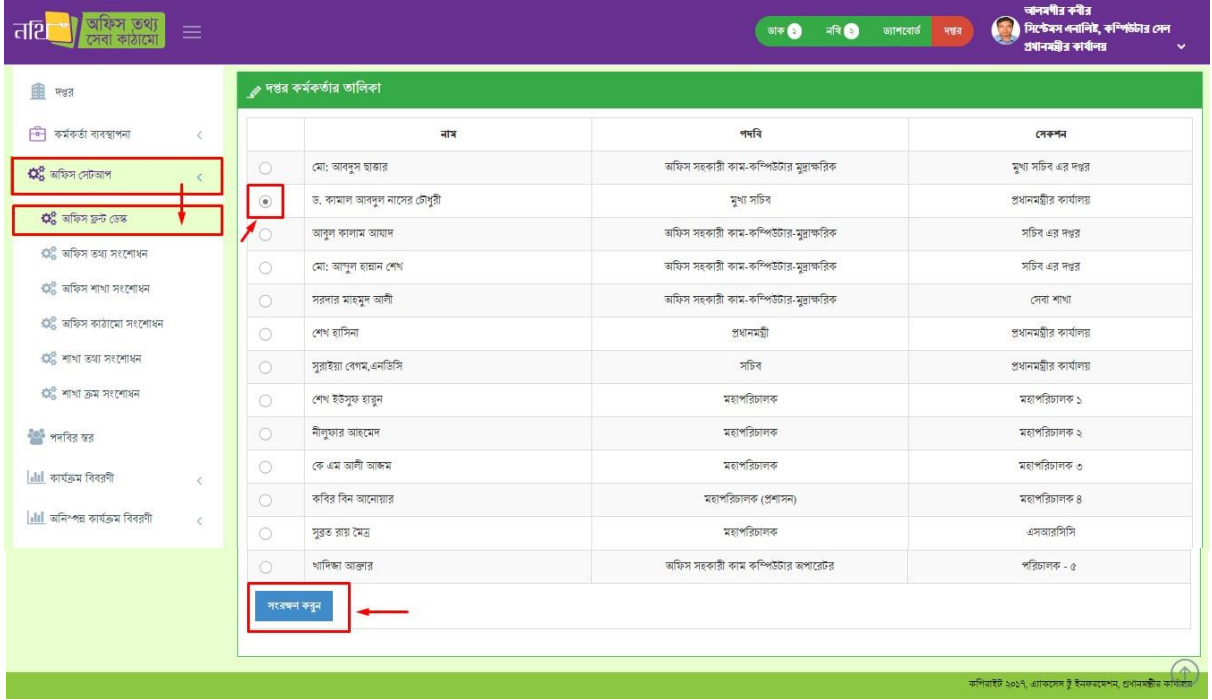 নথি অফিস তথ্য
সেবা কাঠামো
ডাক ১ নথি ২ ড্যাশবোর্ড দপ্তর
আলমগীর কবীর
সিস্টেমস এনালিষ্ট, কম্পিউটার সেল
প্রধানমন্ত্রীর কার্যালয়
দপ্তর
কর্মকর্তা ব্যবস্থাপনা
অফিস সেটআপ
অফিস ফ্রন্ট ডেস্ক
অফিস তথ্য সংশোধন
অফিস শাখা সংশোধন
অফিস কাঠামো সংশোধন
শাখা তথ্য সংশোধন
শাখা ক্রম সংশোধন
পদবির স্তর
কার্যক্রম বিবরণী
অনিষ্পন্ন কার্যক্রম বিবরণী
দপ্তর কর্মকর্তার তালিকা
নাম পদবি সেকশন
মো: আবদুস ছাত্তার অফিস সহকারী কাম-কম্পিউটার মুদ্রাক্ষরিক মুখ্য সচিব এর দপ্তর
ড. কামাল আবদুল নাসের চৌধুরী মুখ্য সচিব প্রধানমন্ত্রীর কার্যালয়
আবুল কালাম আযাদ অফিস সহকারী কাম-কম্পিউটার-মুদ্রাক্ষরিক সচিব এর দপ্তর
মো: আব্দুল হান্নান শেখ অফিস সহকারী কাম-কম্পিউটার-মুদ্রাক্ষরিক সচিব এর দপ্তর
সরদার মাহমুদ আলী অফিস সহকারী কাম-কম্পিউটার-মুদ্রাক্ষরিক সেবা শাখা
শেখ হাসিনা প্রধানমন্ত্রী প্রধানমন্ত্রীর কার্যালয়
সুরাইয়া বেগম,এনডিসি সচিব প্রধানমন্ত্রীর কার্যালয়
শেখ ইউসুফ হারুন মহাপরিচালক মহাপরিচালক ১
নীলুফার আহমেদ মহাপরিচালক মহাপরিচালক ২
কে এম আলী আজম মহাপরিচালক মহাপরিচালক ৩
কবির বিন আনোয়ার মহাপরিচালক (প্রশাসন) মহাপরিচালক ৪
সুব্রত রায় মৈত্র মহাপরিচালক এসআরসিসি
খাদিজা আক্তার অফিস সহকারী কাম কম্পিউটার অপারেটর পরিচালক - ৫
সংরক্ষণ করুন
কপিরাইট ২০১৭, এ্যাকসেস টু ইনফরমেশন, প্রধানমন্ত্রীর কার্যালয়